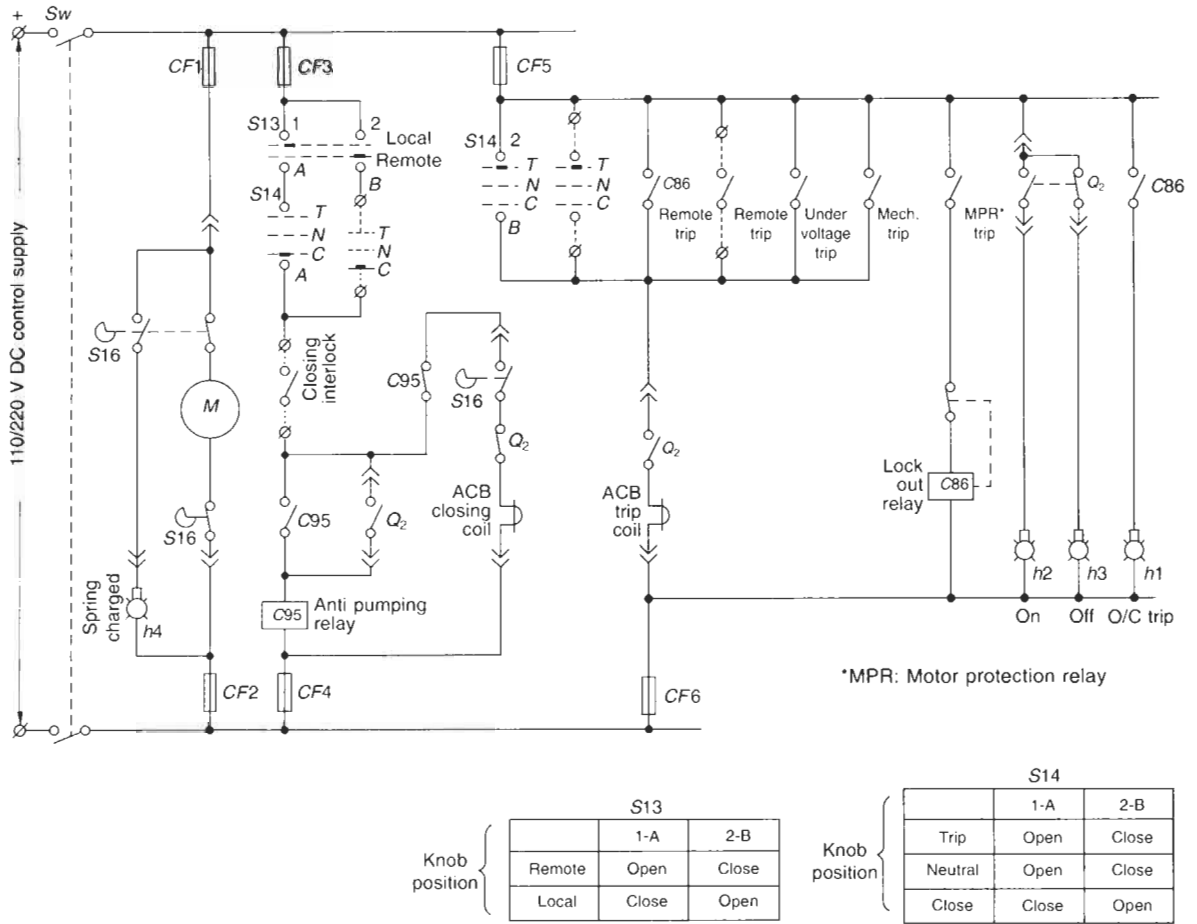 + Sw
CF1
CF3
CF5
S13 1
2
Local
Remote
A
B
S14
T
N
C
A
T
N
C
S14 2
T
N
C
B
T
N
C
C86
Remote trip
Remote trip
Under voltage trip
Mech. trip
MPR* trip
Q2
C86
110/220 V DC control supply
S16
M
S16
Closing interlock
C95
S16
Q2
C95
Q2
ACB closing coil
Q2
ACB trip coil
Lock out relay
C86
Spring charged
h4
C95
Anti pumping relay
h2
h3
h1
On
Off
O/C trip
CF2
CF4
CF6
*MPR: Motor protection relay
S13
1-A 2-B
Knob position
Remote Open Close
Local Close Open
S14
1-A 2-B
Knob position
Trip Open Close
Neutral Open Close
Close Close Open